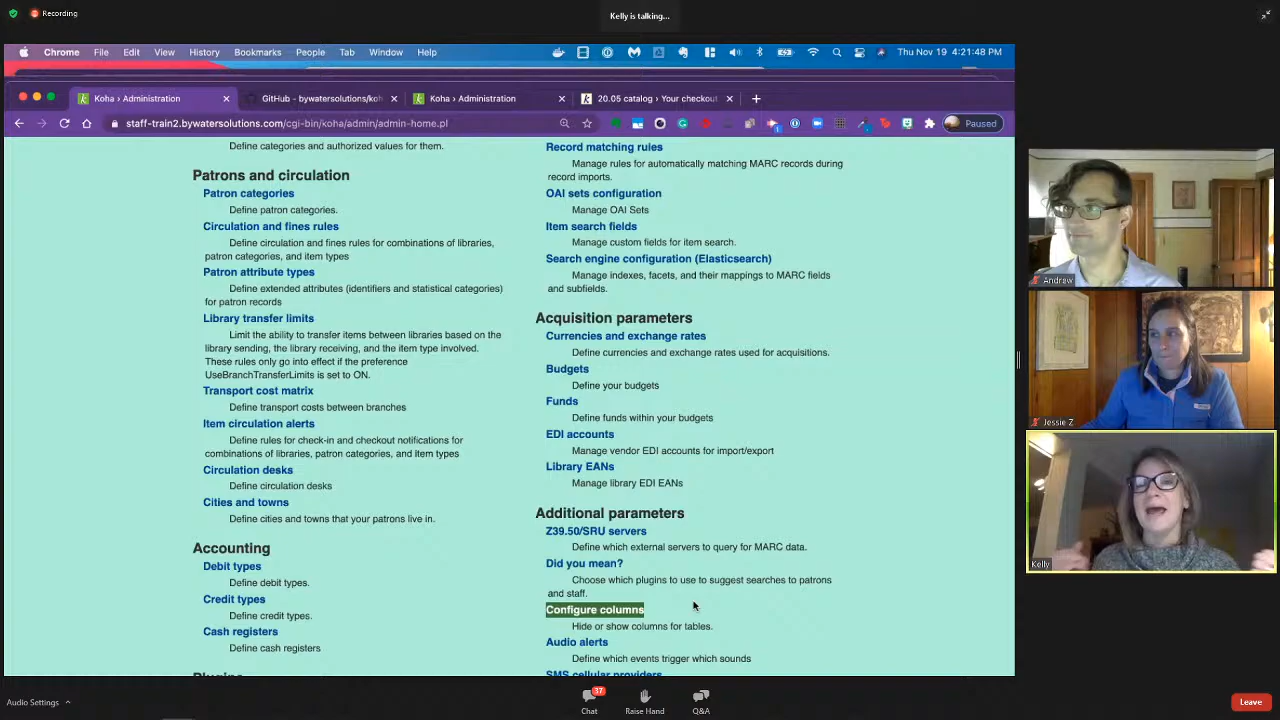 Recording
Kelly is talking...
Chrome File Edit View History Bookmarks People Tab Window Help
Thu Nov 19 4:21:48 PM
Koha › Administration
GitHub - bywatersolutions/koh
Koha › Administration
20.05 catalog › Your checkout
staff-train2.bywatersolutions.com/cgi-bin/koha/admin/admin-home.pl
Paused
Define categories and authorized values for them.
Patrons and circulation
Patron categories
Define patron categories.
Circulation and fines rules
Define circulation and fines rules for combinations of libraries,
patron categories, and item types
Patron attribute types
Define extended attributes (identifiers and statistical categories)
for patron records
Library transfer limits
Limit the ability to transfer items between libraries based on the
library sending, the library receiving, and the item type involved.
These rules only go into effect if the preference
UseBranchTransferLimits is set to ON.
Transport cost matrix
Define transport costs between branches
Item circulation alerts
Define rules for check-in and checkout notifications for
combinations of libraries, patron categories, and item types
Circulation desks
Define circulation desks
Cities and towns
Define cities and towns that your patrons live in.
Accounting
Debit types
Define debit types.
Credit types
Define credit types.
Cash registers
Define cash registers
Plugins
Record matching rules
Manage rules for automatically matching MARC records during
record imports.
OAI sets configuration
Manage OAI Sets
Item search fields
Manage custom fields for item search.
Search engine configuration (Elasticsearch)
Manage indexes, facets, and their mappings to MARC fields
and subfields.
Acquisition parameters
Currencies and exchange rates
Define currencies and exchange rates used for acquisitions.
Budgets
Define your budgets
Funds
Define funds within your budgets
EDI accounts
Manage vendor EDI accounts for import/export
Library EANs
Manage library EDI EANs
Additional parameters
Z39.50/SRU servers
Define which external servers to query for MARC data.
Did you mean?
Choose which plugins to use to suggest searches to patrons
and staff.
Configure columns
Hide or show columns for tables.
Audio alerts
Define which events trigger which sounds
SMS cellular providers
Andrew
Jessie Z
Kelly
Audio Settings
37
Chat
Raise Hand
Q&A
Leave